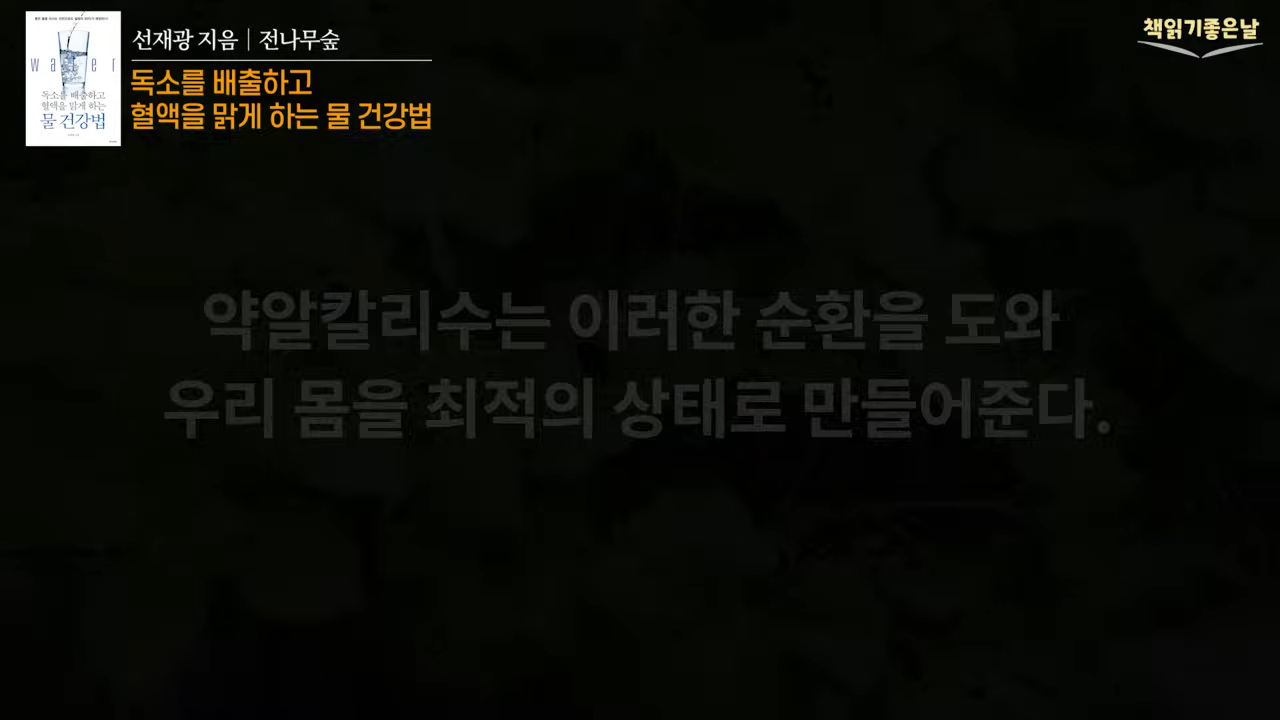 water
독소를 배출하고
혈액을 맑게 하는
물 건강법
선재광 지음 | 전나무숲
독소를 배출하고
혈액을 맑게 하는 물 건강법
책읽기좋은날
약알칼리수는 이러한 순환을 도와
우리 몸을 최적의 상태로 만들어준다.